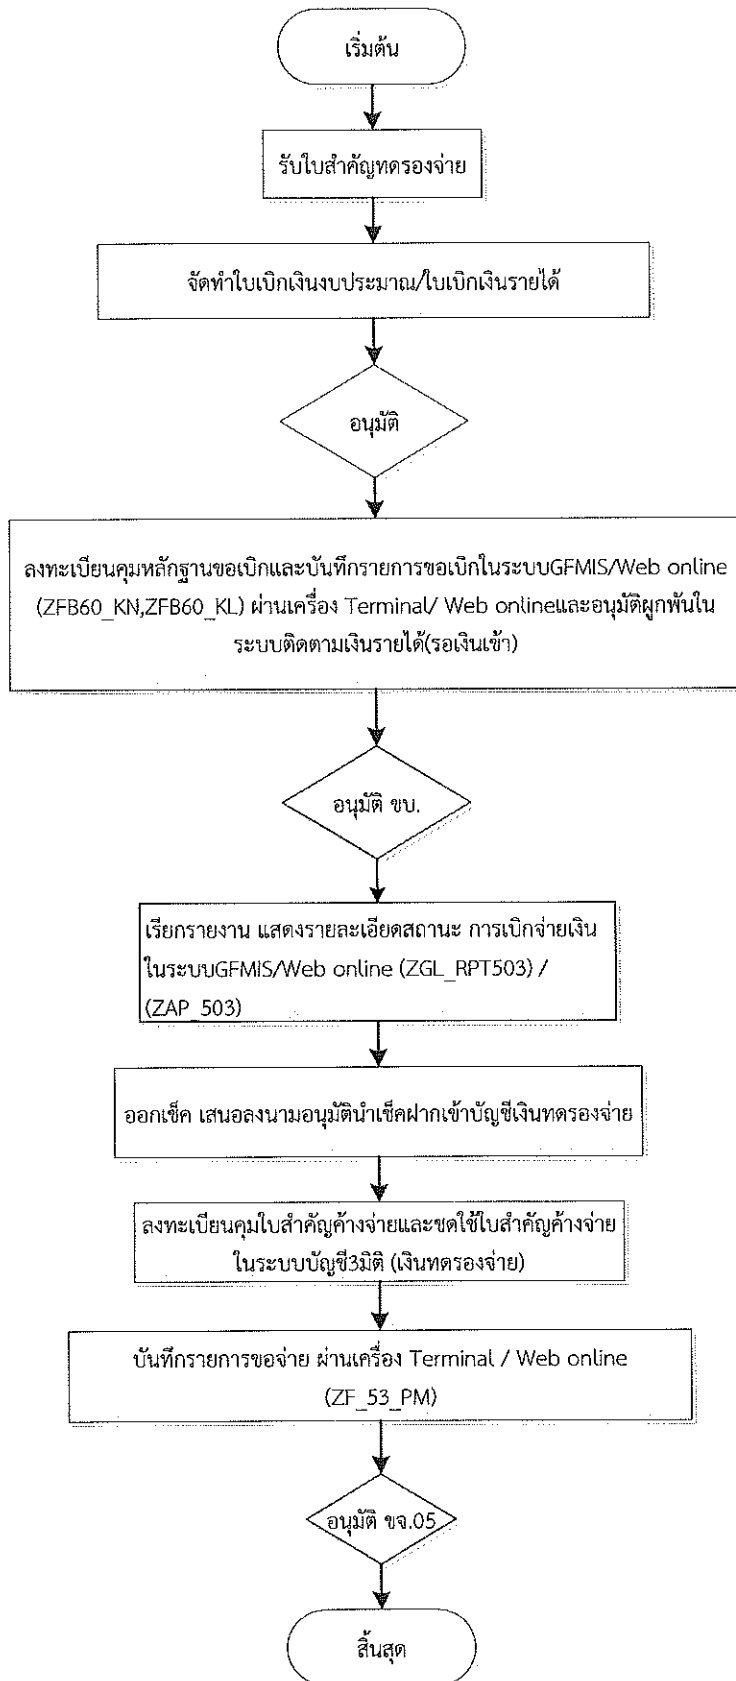 เริ่มต้น
รับใบสำคัญทดรองจ่าย
จัดทำใบเบิกเงินงบประมาณ/ใบเบิกเงินรายได้
อนุมัติ
ลงทะเบียนคุมหลักฐานขอเบิกและบันทึกรายการขอเบิกในระบบGFMIS/Web online
(ZFB60_KN,ZFB60_KL) ผ่านเครื่อง Terminal/ Web onlineและอนุมัติผูกพันใน
ระบบติดตามเงินรายได้(รอเงินเข้า)
อนุมัติ ขบ.
เรียกรายงาน แสดงรายละเอียดสถานะ การเบิกจ่ายเงิน
ในระบบGFMIS/Web online (ZGL_RPT503) /
(ZAP_503)
ออกเช็ค เสนอลงนามอนุมัตินำเช็คฝากเข้าบัญชีเงินทดรองจ่าย
ลงทะเบียนคุมใบสำคัญค้างจ่ายและชดใช้ใบสำคัญค้างจ่าย
ในระบบบัญชี3มิติ (เงินทดรองจ่าย)
บันทึกรายการขอจ่าย ผ่านเครื่อง Terminal / Web online
(ZF_53_PM)
อนุมัติ ขจ.05
สิ้นสุด